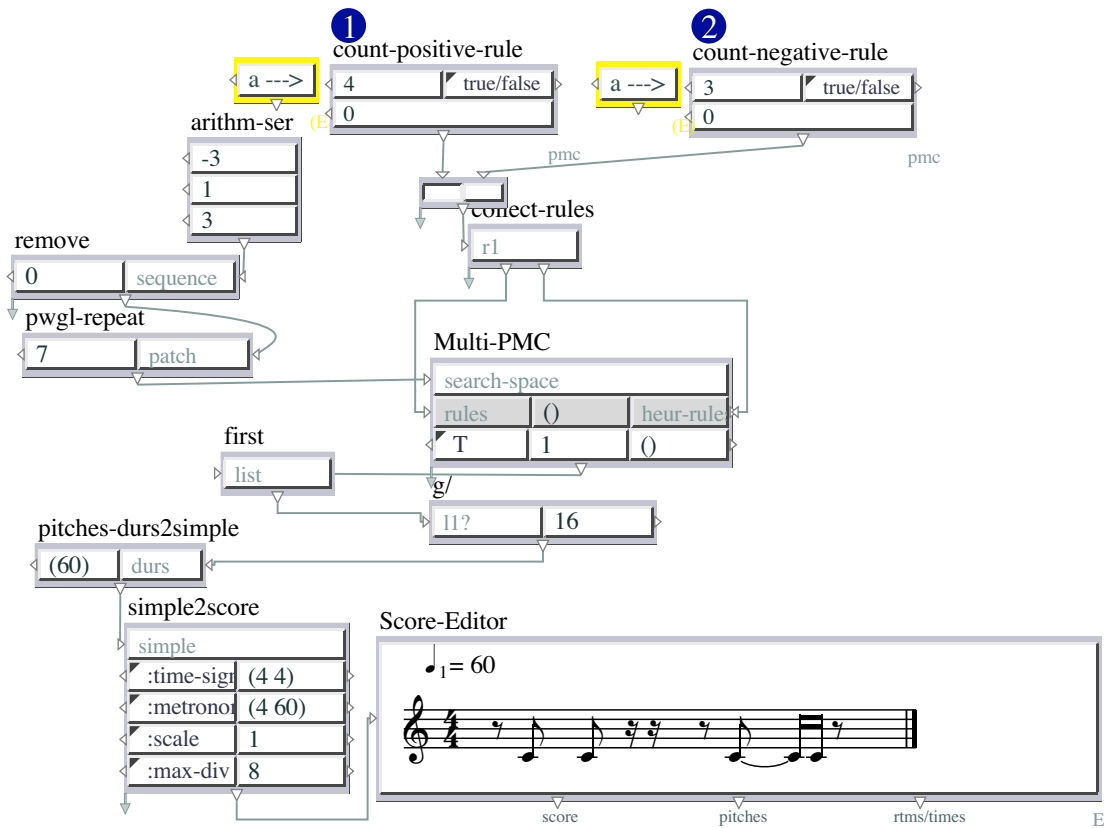 1
2
count-positive-rule
count-negative-rule
a --->
4
true/false
0
(E
a --->
3
true/false
0
(E)
pmc
pmc
arithm-ser
-3
1
3
collect-rules
r1
remove
0
sequence
pwgl-repeat
7
patch
Multi-PMC
search-space
rules
()
heur-rule
T
1
()
first
list
g/
l1?
16
pitches-durs2simple
(60)
durs
simple2score
simple
:time-sign
(4 4)
:metrono
(4 60)
:scale
1
:max-div
8
Score-Editor
1 = 60
4
4
score
pitches
rtms/times
E